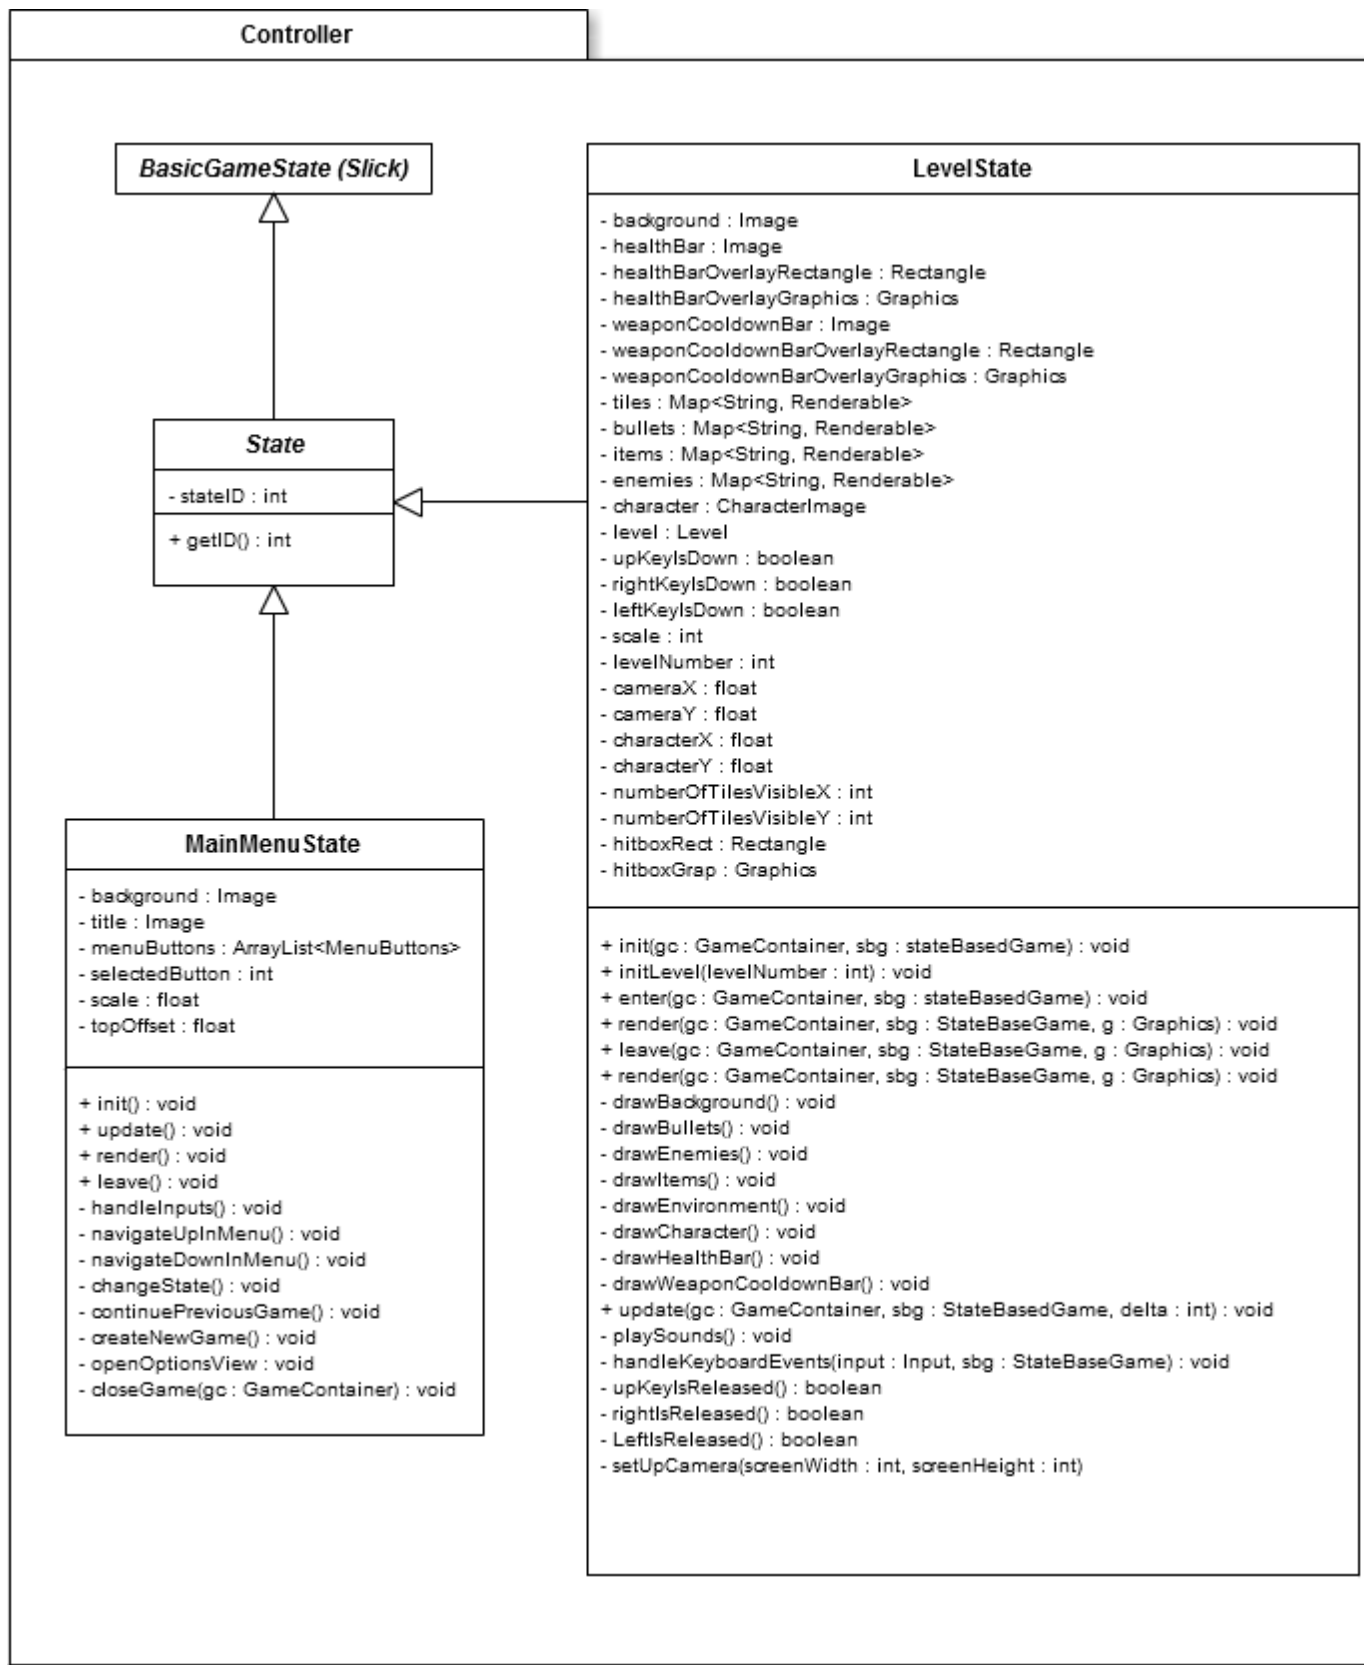 Controller
BasicGameState (Slick)
State
- stateID : int
+ getID() : int
MainMenuState
- background : Image
- title : Image
- menuButtons : ArrayList<MenuButtons>
- selectedButton : int
- scale : float
- topOffset : float
+ init() : void
+ update() : void
+ render() : void
+ leave() : void
- handleInputs() : void
- navigateUpInMenu() : void
- navigateDownInMenu() : void
- changeState() : void
- continuePreviousGame() : void
- createNewGame() : void
- openOptionsView : void
- closeGame(gc : GameContainer) : void
LevelState
- background : Image
- healthBar : Image
- healthBarOverlayRectangle : Rectangle
- healthBarOverlayGraphics : Graphics
- weaponCooldownBar : Image
- weaponCooldownBarOverlayRectangle : Rectangle
- weaponCooldownBarOverlayGraphics : Graphics
- tiles : Map<String, Renderable>
- bullets : Map<String, Renderable>
- items : Map<String, Renderable>
- enemies : Map<String, Renderable>
- character : CharacterImage
- level : Level
- upKeyIsDown : boolean
- rightKeyIsDown : boolean
- leftKeyIsDown : boolean
- scale : int
- levelNumber : int
- cameraX : float
- cameraY : float
- characterX : float
- characterY : float
- numberOfTilesVisibleX : int
- numberOfTilesVisibleY : int
- hitboxRect : Rectangle
- hitboxGrap : Graphics
+ init(gc : GameContainer, sbg : stateBasedGame) : void
+ initLevel(levelNumber : int) : void
+ enter(gc : GameContainer, sbg : stateBasedGame) : void
+ render(gc : GameContainer, sbg : StateBaseGame, g : Graphics) : void
+ leave(gc : GameContainer, sbg : StateBaseGame, g : Graphics) : void
+ render(gc : GameContainer, sbg : StateBaseGame, g : Graphics) : void
- drawBackground() : void
- drawBullets() : void
- drawEnemies() : void
- drawItems() : void
- drawEnvironment() : void
- drawCharacter() : void
- drawHealthBar() : void
- drawWeaponCooldownBar() : void
+ update(gc : GameContainer, sbg : StateBasedGame, delta : int) : void
- playSounds() : void
- handleKeyboardEvents(input : Input, sbg : StateBaseGame) : void
- upKeyIsReleased() : boolean
- rightIsReleased() : boolean
- LeftIsReleased() : boolean
- setUpCamera(screenWidth : int, screenHeight : int)